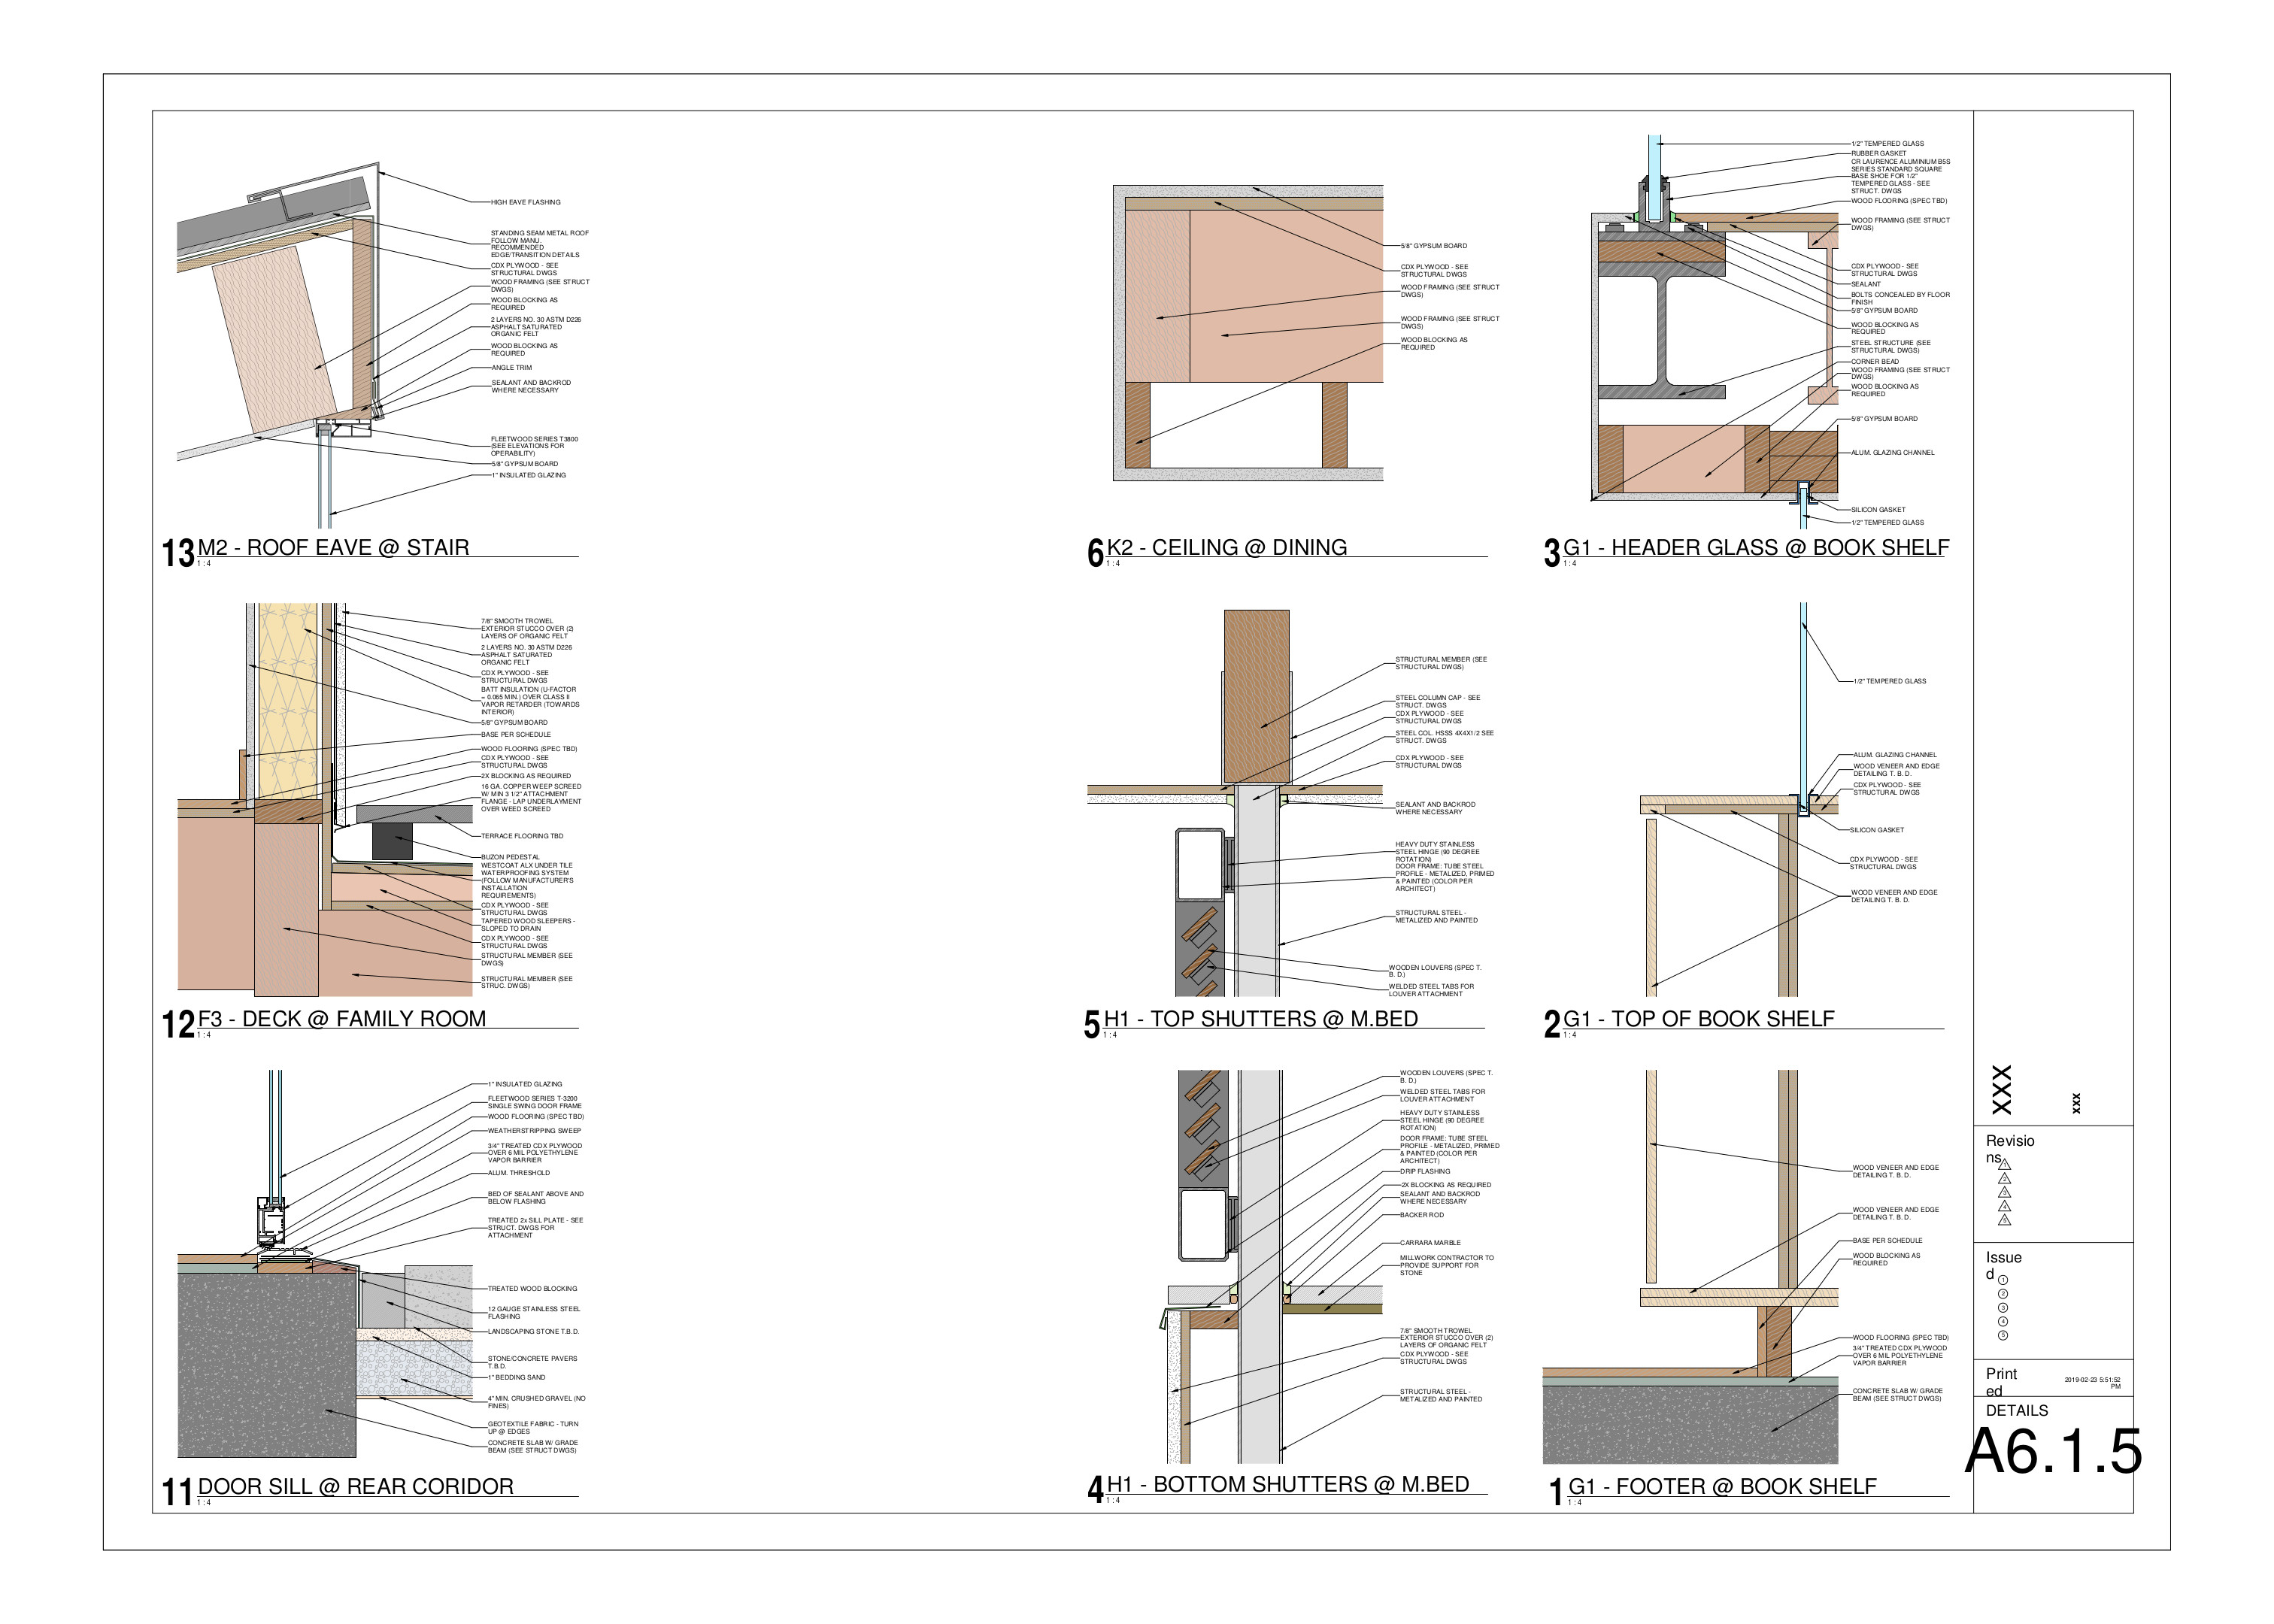 HIGH EAVE FLASHING
STANDING SEAM METAL ROOF
FOLLOW MANU.
RECOMMENDED
EDGE/TRANSITION DETAILS
CDX PLYWOOD - SEE
STRUCTURAL DWGS
WOOD FRAMING (SEE STRUCT
DWGS)
WOOD BLOCKING AS
REQUIRED
2 LAYERS NO. 30 ASTM D226
ASPHALT SATURATED
ORGANIC FELT
WOOD BLOCKING AS
REQUIRED
ANGLE TRIM
SEALANT AND BACKROD
WHERE NECESSARY
FLEETWOOD SERIES T3800
(SEE ELEVATIONS FOR
OPERABILITY)
5/8" GYPSUM BOARD
1" INSULATED GLAZING
13 M2 - ROOF EAVE @ STAIR
1 : 4
5/8" GYPSUM BOARD
CDX PLYWOOD - SEE
STRUCTURAL DWGS
WOOD FRAMING (SEE STRUCT
DWGS)
WOOD FRAMING (SEE STRUCT
DWGS)
WOOD BLOCKING AS
REQUIRED
6 K2 - CEILING @ DINING
1 : 4
1/2" TEMPERED GLASS
RUBBER GASKET
CR LAURENCE ALUMINIUM B5S
SERIES STANDARD SQUARE
BASE SHOE FOR 1/2"
TEMPERED GLASS - SEE
STRUCT. DWGS
WOOD FLOORING (SPEC TBD)
WOOD FRAMING (SEE STRUCT
DWGS)
CDX PLYWOOD - SEE
STRUCTURAL DWGS
SEALANT
BOLTS CONCEALED BY FLOOR
FINISH
5/8" GYPSUM BOARD
WOOD BLOCKING AS
REQUIRED
STEEL STRUCTURE (SEE
STRUCTURAL DWGS)
CORNER BEAD
WOOD FRAMING (SEE STRUCT
DWGS)
WOOD BLOCKING AS
REQUIRED
5/8" GYPSUM BOARD
ALUM. GLAZING CHANNEL
SILICON GASKET
1/2" TEMPERED GLASS
3 G1 - HEADER GLASS @ BOOK SHELF
1 : 4
7/8" SMOOTH TROWEL
EXTERIOR STUCCO OVER (2)
LAYERS OF ORGANIC FELT
2 LAYERS NO. 30 ASTM D226
ASPHALT SATURATED
ORGANIC FELT
CDX PLYWOOD - SEE
STRUCTURAL DWGS
BATT INSULATION (U-FACTOR
= 0.065 MIN.) OVER CLASS II
VAPOR RETARDER (TOWARDS
INTERIOR)
5/8" GYPSUM BOARD
BASE PER SCHEDULE
WOOD FLOORING (SPEC TBD)
CDX PLYWOOD - SEE
STRUCTURAL DWGS
2X BLOCKING AS REQUIRED
16 GA. COPPER WEEP SCREED
W/ MIN 3 1/2" ATTACHMENT
FLANGE - LAP UNDERLAYMENT
OVER WEED SCREED
TERRACE FLOORING TBD
BUZON PEDESTAL
WESTCOAT ALX UNDER TILE
WATERPROOFING SYSTEM
(FOLLOW MANUFACTURER'S
INSTALLATION
REQUIREMENTS)
CDX PLYWOOD - SEE
STRUCTURAL DWGS
TAPERED WOOD SLEEPERS -
SLOPED TO DRAIN
CDX PLYWOOD - SEE
STRUCTURAL DWGS
STRUCTURAL MEMBER (SEE
DWGS)
STRUCTURAL MEMBER (SEE
STRUC. DWGS)
12 F3 - DECK @ FAMILY ROOM
1 : 4
STRUCTURAL MEMBER (SEE
STRUCTURAL DWGS)
STEEL COLUMN CAP - SEE
STRUCT. DWGS
CDX PLYWOOD - SEE
STRUCTURAL DWGS
STEEL COL. HSSS 4X4X1/2 SEE
STRUCT. DWGS
CDX PLYWOOD - SEE
STRUCTURAL DWGS
SEALANT AND BACKROD
WHERE NECESSARY
HEAVY DUTY STAINLESS
STEEL HINGE (90 DEGREE
ROTATION)
DOOR FRAME: TUBE STEEL
PROFILE - METALIZED, PRIMED
& PAINTED (COLOR PER
ARCHITECT)
STRUCTURAL STEEL -
METALIZED AND PAINTED
WOODEN LOUVERS (SPEC T.
B. D.)
WELDED STEEL TABS FOR
LOUVER ATTACHMENT
5 H1 - TOP SHUTTERS @ M.BED
1 : 4
1/2" TEMPERED GLASS
ALUM. GLAZING CHANNEL
WOOD VENEER AND EDGE
DETAILING T. B. D.
CDX PLYWOOD - SEE
STRUCTURAL DWGS
SILICON GASKET
CDX PLYWOOD - SEE
STRUCTURAL DWGS
WOOD VENEER AND EDGE
DETAILING T. B. D.
2 G1 - TOP OF BOOK SHELF
1 : 4
1" INSULATED GLAZING
FLEETWOOD SERIES T-3200
SINGLE SWING DOOR FRAME
WOOD FLOORING (SPEC TBD)
WEATHERSTRIPPING SWEEP
3/4" TREATED CDX PLYWOOD
OVER 6 MIL POLYETHYLENE
VAPOR BARRIER
ALUM. THRESHOLD
BED OF SEALANT ABOVE AND
BELOW FLASHING
TREATED 2x SILL PLATE - SEE
STRUCT. DWGS FOR
ATTACHMENT
TREATED WOOD BLOCKING
12 GAUGE STAINLESS STEEL
FLASHING
LANDSCAPING STONE T.B.D.
STONE/CONCRETE PAVERS
T.B.D.
1" BEDDING SAND
4" MIN. CRUSHED GRAVEL (NO
FINES)
GEOTEXTILE FABRIC - TURN
UP @ EDGES
CONCRETE SLAB W/ GRADE
BEAM (SEE STRUCT DWGS)
11 DOOR SILL @ REAR CORIDOR
1 : 4
WOODEN LOUVERS (SPEC T.
B. D.)
WELDED STEEL TABS FOR
LOUVER ATTACHMENT
HEAVY DUTY STAINLESS
STEEL HINGE (90 DEGREE
ROTATION)
DOOR FRAME: TUBE STEEL
PROFILE - METALIZED, PRIMED
& PAINTED (COLOR PER
ARCHITECT)
DRIP FLASHING
2X BLOCKING AS REQUIRED
SEALANT AND BACKROD
WHERE NECESSARY
BACKER ROD
CARRARA MARBLE
MILLWORK CONTRACTOR TO
PROVIDE SUPPORT FOR
STONE
7/8" SMOOTH TROWEL
EXTERIOR STUCCO OVER (2)
LAYERS OF ORGANIC FELT
CDX PLYWOOD - SEE
STRUCTURAL DWGS
STRUCTURAL STEEL -
METALIZED AND PAINTED
4 H1 - BOTTOM SHUTTERS @ M.BED
1 : 4
WOOD VENEER AND EDGE
DETAILING T. B. D.
WOOD VENEER AND EDGE
DETAILING T. B. D.
BASE PER SCHEDULE
WOOD BLOCKING AS
REQUIRED
WOOD FLOORING (SPEC TBD)
3/4" TREATED CDX PLYWOOD
OVER 6 MIL POLYETHYLENE
VAPOR BARRIER
CONCRETE SLAB W/ GRADE
BEAM (SEE STRUCT DWGS)
1 G1 - FOOTER @ BOOK SHELF
1 : 4
XXX
XXX
Revisio
ns
1
2
3
4
5
Issue
d
1
2
3
4
5
Print
ed
2019-02-23 5:51:52
PM
DETAILS
A6.1.5